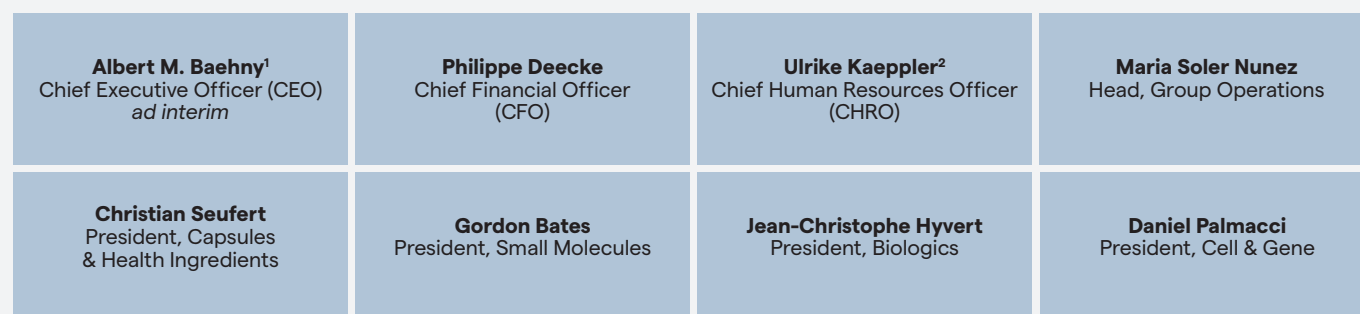 Albert M. Baehny¹
Chief Executive Officer (CEO)
ad interim
Philippe Deecke
Chief Financial Officer
(CFO)
Ulrike Kaeppler²
Chief Human Resources Officer
(CHRO)
Maria Soler Nunez
Head, Group Operations
Christian Seufert
President, Capsules
& Health Ingredients
Gordon Bates
President, Small Molecules
Jean-Christophe Hyvert
President, Biologics
Daniel Palmacci
President, Cell & Gene